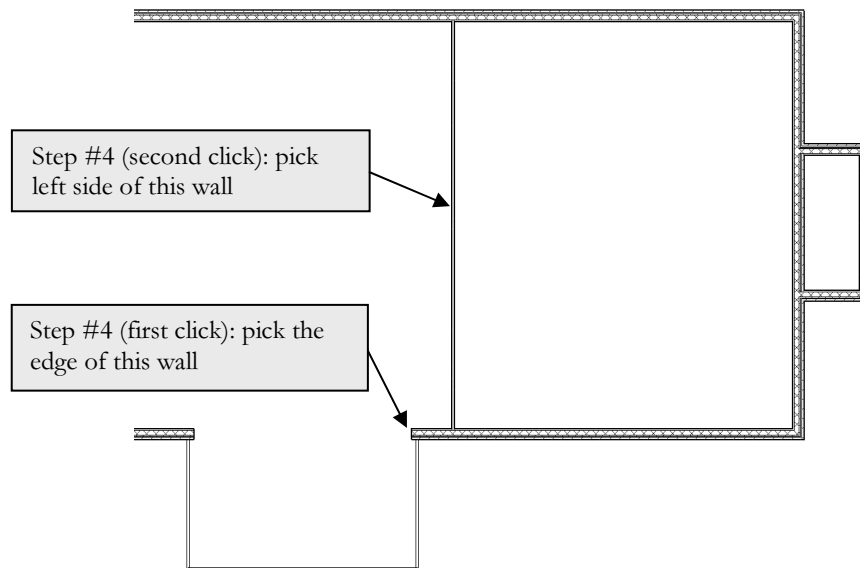 Step #4 (second click): pick
left side of this wall
Step #4 (first click): pick the
edge of this wall